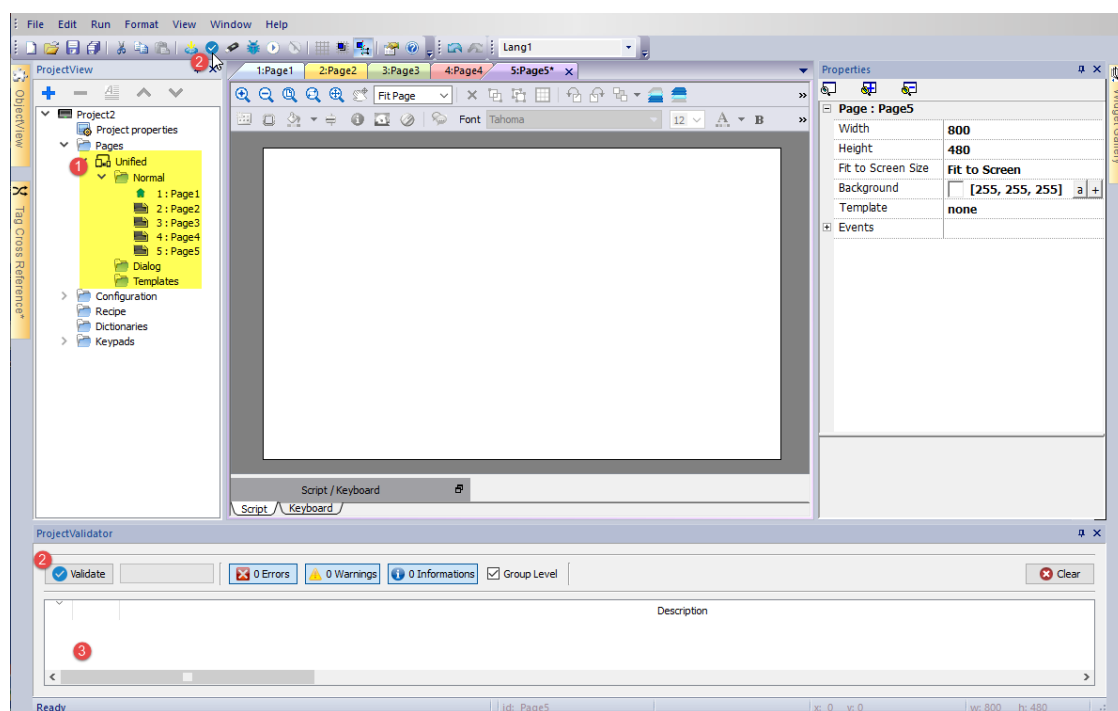 File Edit Run Format View Window Help
Lang1
2
ProjectView
1:Page1 2:Page2 3:Page3 4:Page4 5:Page5* x
Properties
ObjectView
Tag Cross Reference*
Widget Gallery
Fit Page
Font Tahoma 12 A B
Project2
Project properties
Pages
1
Unified
Normal
1 : Page1
2 : Page2
3 : Page3
4 : Page4
5 : Page5
Dialog
Templates
Configuration
Recipe
Dictionaries
Keypads
Page : Page5
Width 800
Height 480
Fit to Screen Size Fit to Screen
Background [255, 255, 255] a +
Template none
Events
Script / Keyboard
Script Keyboard
ProjectValidator
2
Validate 0 Errors 0 Warnings 0 Informations Group Level Clear
Description
3
Ready id: Page5 x: 0 y: 0 w: 800 h: 480